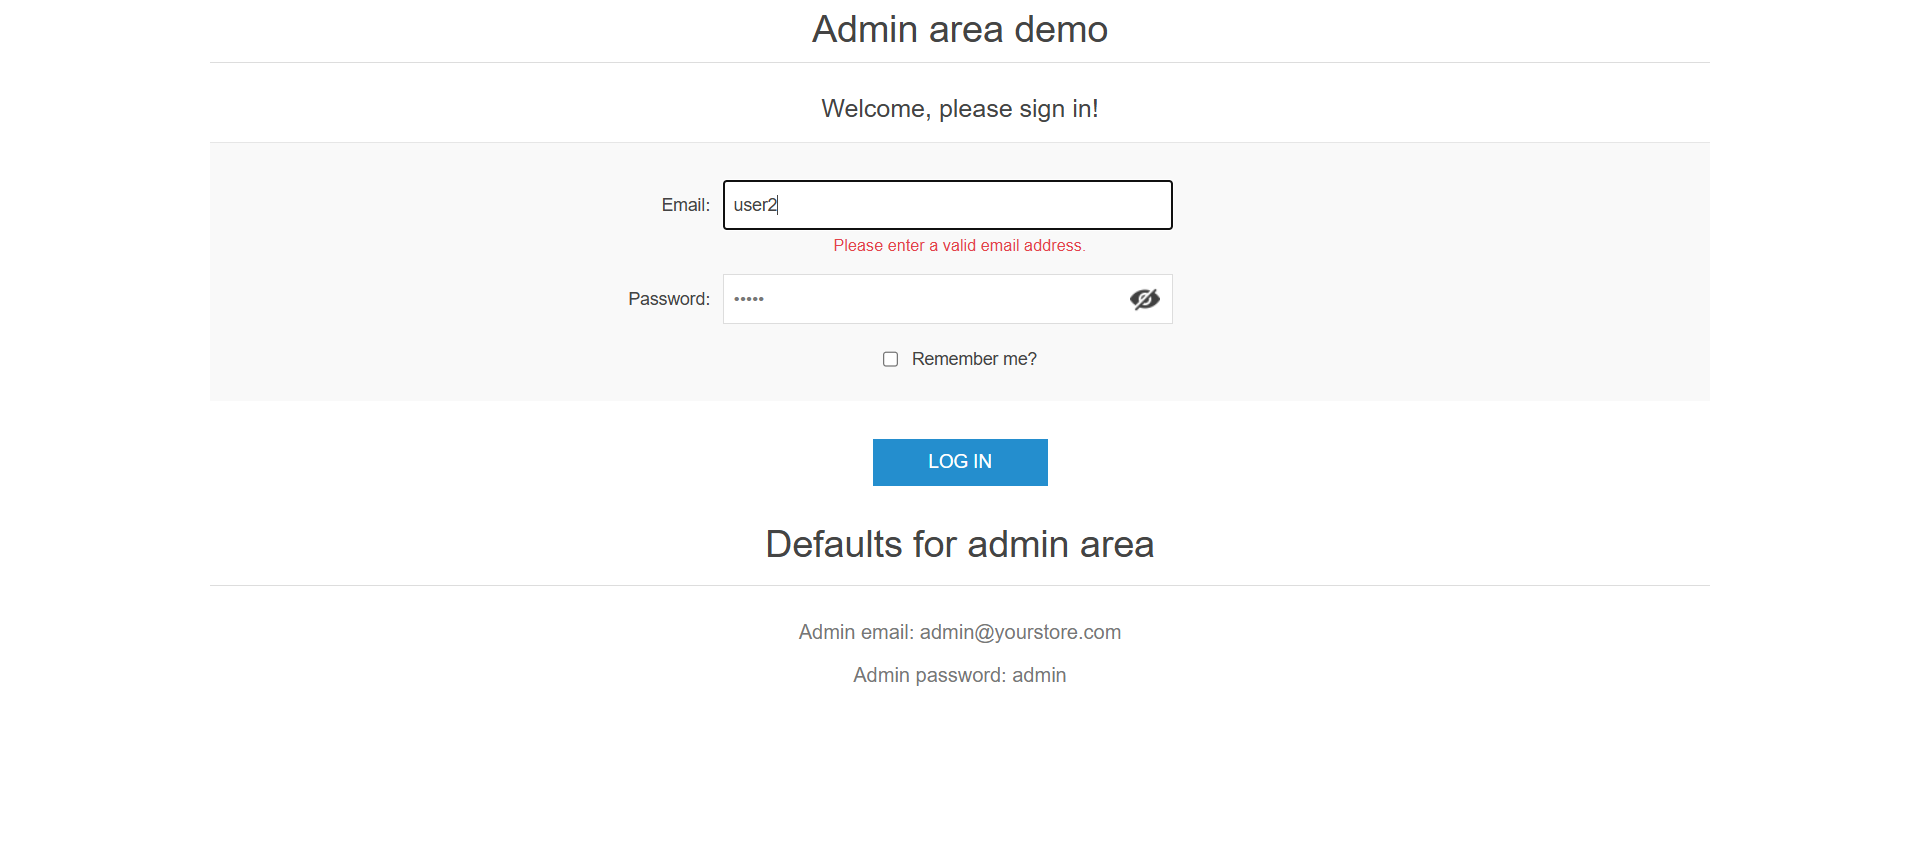 Admin area demo
Welcome, please sign in!
Email: user2
Please enter a valid email address.
Password: •••••
Remember me?
LOG IN
Defaults for admin area
Admin email: admin@yourstore.com
Admin password: admin